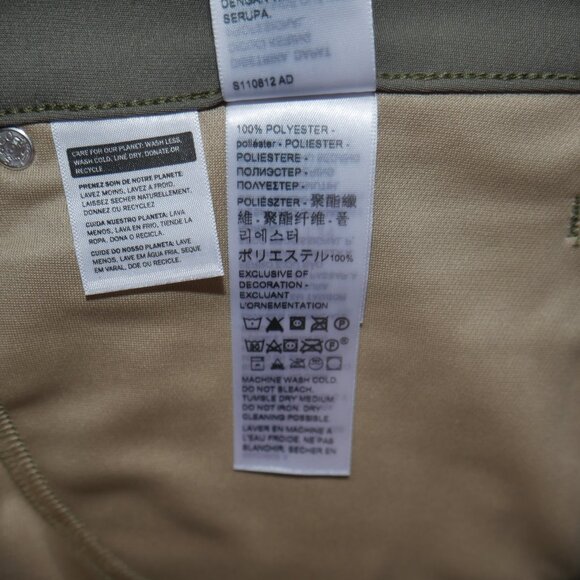 SERUPA.
S110812 AD
CARE FOR OUR PLANET: WASH LESS,
WASH COLD, LINE DRY, DONATE OR
RECYCLE
PRENEZ SOIN DE NOTRE PLANETE
LAVEZ MOINS, LAVEZ À FROID,
LAISSEZ SECHER NATURELLEMENT,
DONNEZ OU RECYCLEZ
CUIDA NUESTRO PLANETA: LAVA
MENOS, LAVA EN FRIO, TIENDE LA
ROPA, DONA O RECICLA.
CUIDE DO NOSSO PLANETA: LAVE
MENOS, LAVE EM ÁGUA FRIA, SEQUE
EM VARAL, DOE OU RECICLE.
100% POLYESTER -
poliéster - POLIESTER -
POLIESTERE -
ПОЛИЭСТЕР -
ПОЛУЕСТЕР -
POLIÉSZTER - 聚酯纖
維 - 聚酯纤维 - 폴
리에스터 -
ポリエステル100%
EXCLUSIVE OF
DECORATION -
EXCLUANT
L'ORNEMENTATION
MACHINE WASH COLD.
DO NOT BLEACH.
TUMBLE DRY MEDIUM.
DO NOT IRON. DRY
CLEANING POSSIBLE.
LAVER EN MACHINE A
L'EAU FROIDE. NE PAS
BLANCHIR, SECHER EN